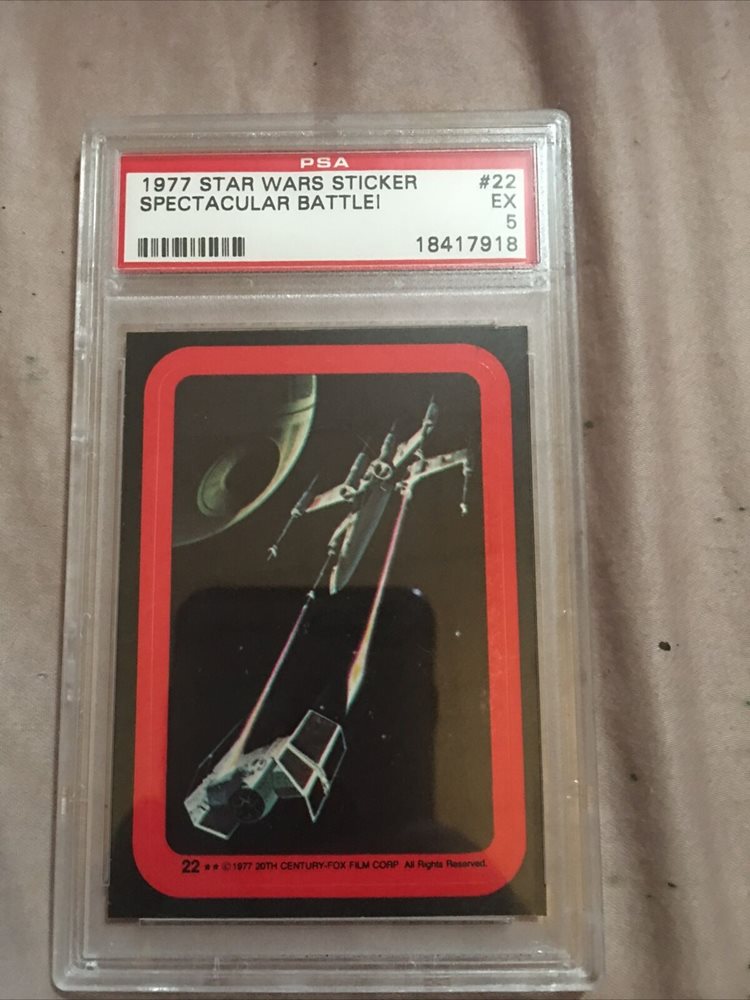 PSA
1977 STAR WARS STICKER #22
SPECTACULAR BATTLE! EX
5
18417918
22 ★★ ©1977 20TH CENTURY-FOX FILM CORP All Rights Reserved.